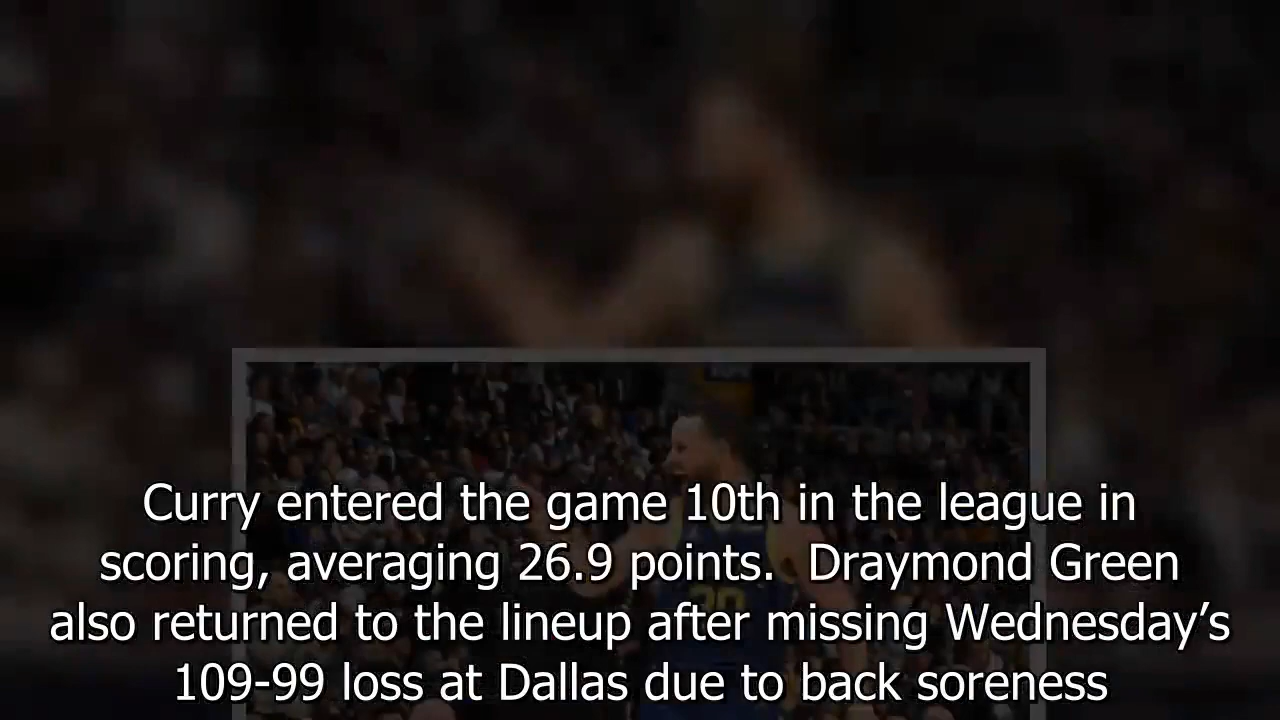 Curry entered the game 10th in the league in
scoring, averaging 26.9 points.  Draymond Green
also returned to the lineup after missing Wednesday’s
109-99 loss at Dallas due to back soreness
30